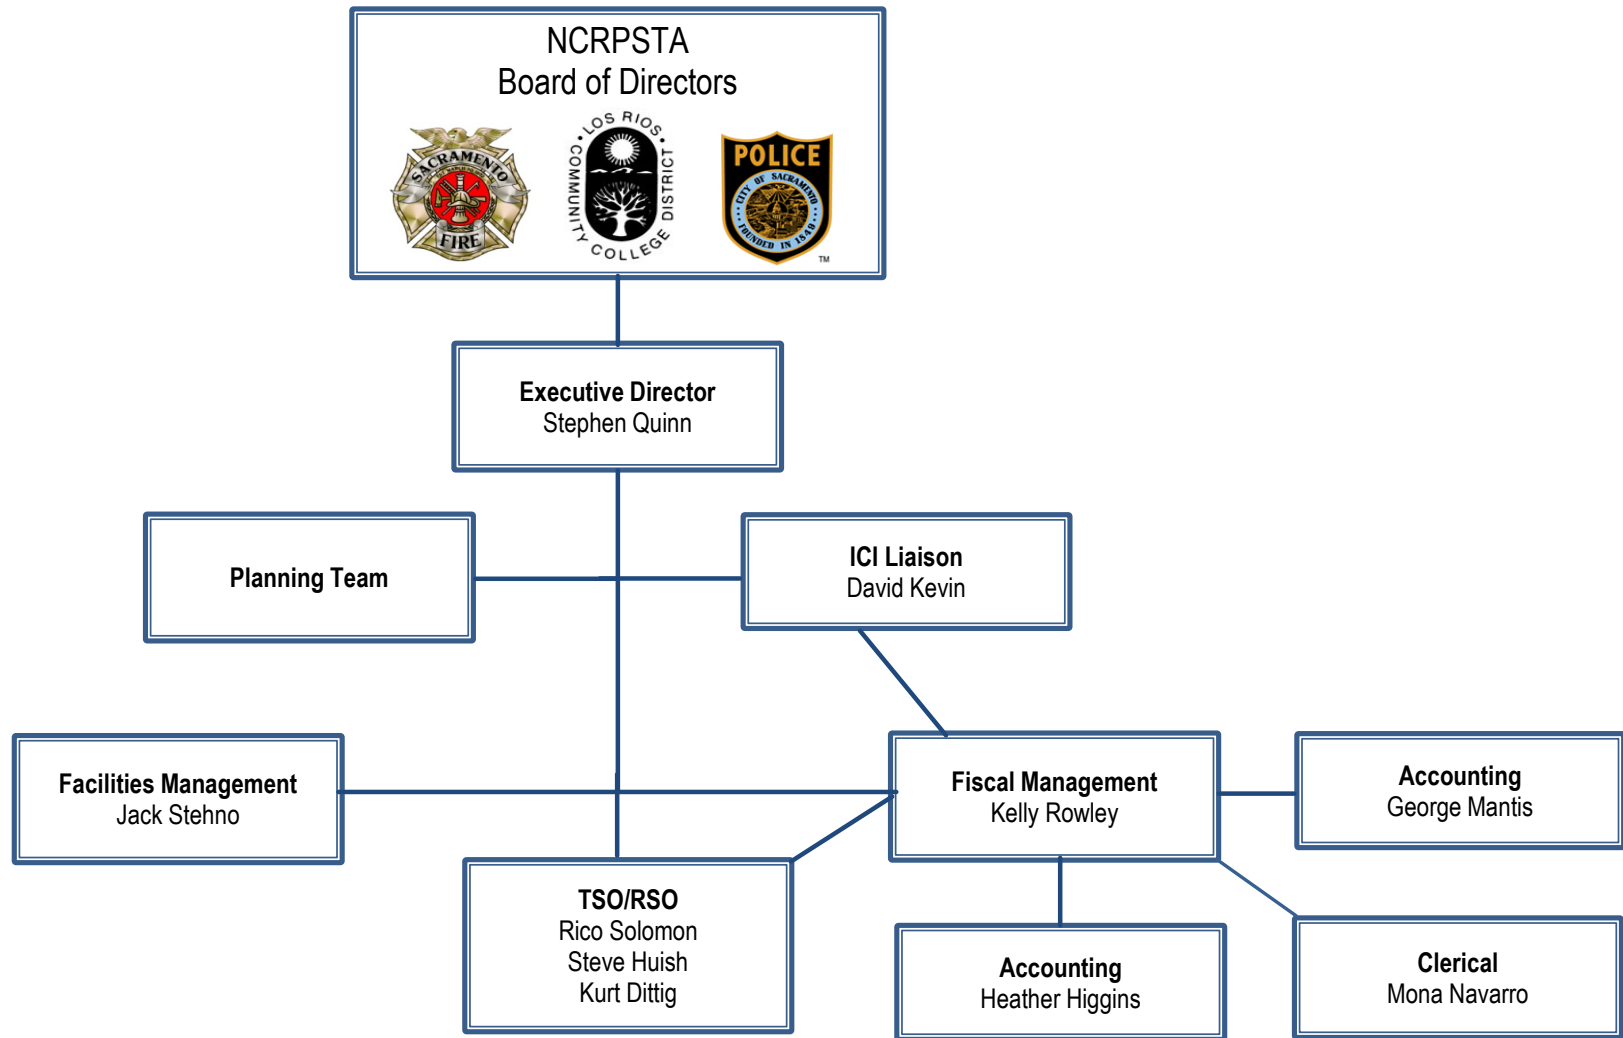 NCRPSTA
Board of Directors
SACRAMENTO
FIRE
LOS RIOS
COMMUNITY COLLEGE DISTRICT
POLICE
CITY OF SACRAMENTO
FOUNDED IN 1849
TM
Executive Director
Stephen Quinn
Planning Team
ICI Liaison
David Kevin
Facilities Management
Jack Stehno
Fiscal Management
Kelly Rowley
Accounting
George Mantis
TSO/RSO
Rico Solomon
Steve Huish
Kurt Dittig
Accounting
Heather Higgins
Clerical
Mona Navarro